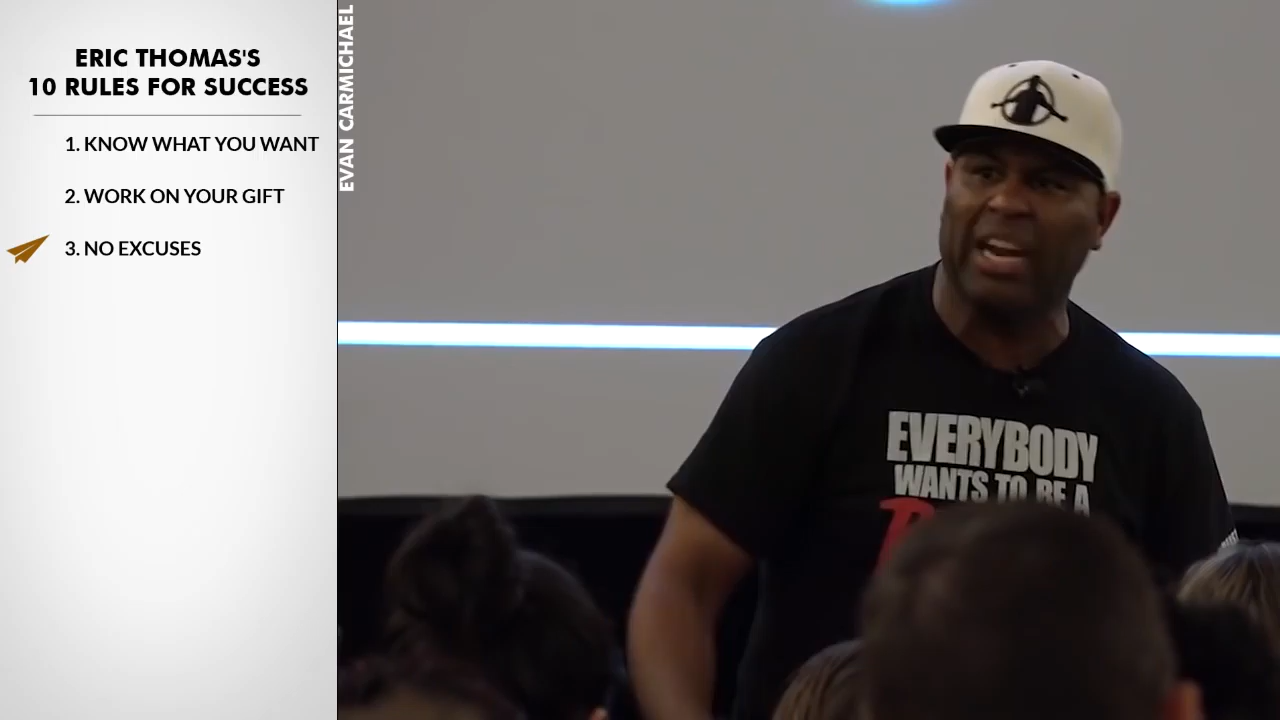 ERIC THOMAS'S
10 RULES FOR SUCCESS
1. KNOW WHAT YOU WANT
2. WORK ON YOUR GIFT
3. NO EXCUSES
EVAN CARMICHAEL
EVERYBODY
WANTS TO BE A